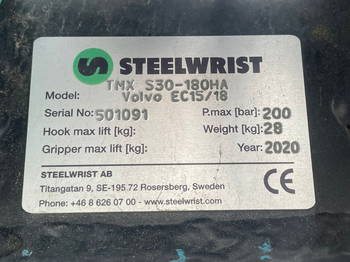 STEELWRIST
TMX S30-180HA
Model: Volvo EC15/18
Serial No: 501091 P.max [bar]: 200
Hook max lift [kg]: Weight [kg]: 28
Gripper max lift [kg]: Year: 2020
STEELWRIST AB
Titangatan 9, SE-195 72 Rosersberg, Sweden
Phone: +46 8 626 07 00 - www.steelwrist.com
CE